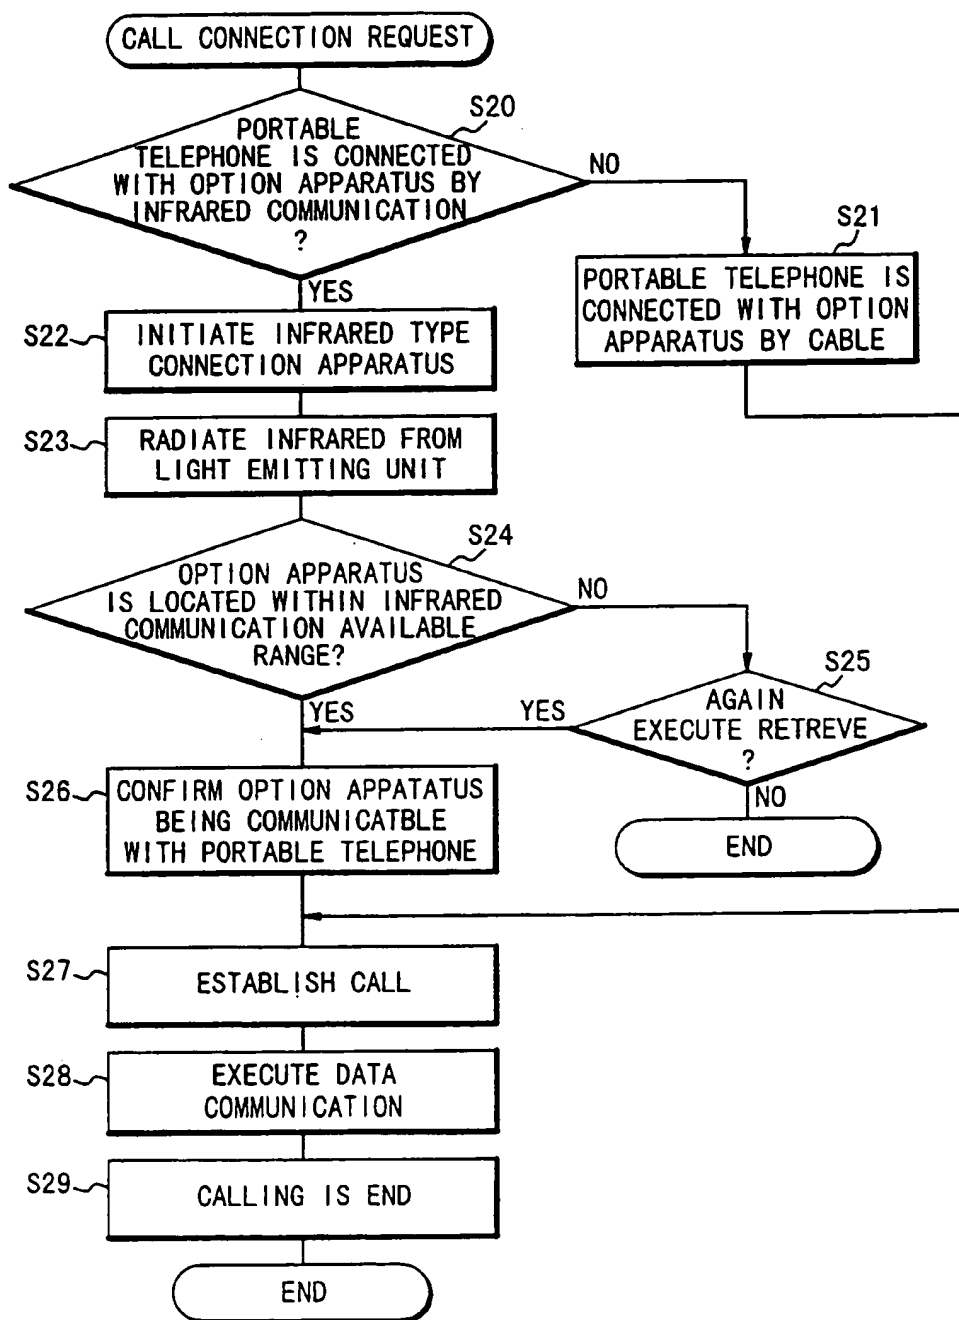 CALL CONNECTION REQUEST
S20
PORTABLE
TELEPHONE IS CONNECTED
WITH OPTION APPARATUS BY
INFRARED COMMUNICATION
?
NO
YES
S21
PORTABLE TELEPHONE IS
CONNECTED WITH OPTION
APPARATUS BY CABLE
S22
INITIATE INFRARED TYPE
CONNECTION APPARATUS
S23
RADIATE INFRARED FROM
LIGHT EMITTING UNIT
S24
OPTION APPARATUS
IS LOCATED WITHIN INFRARED
COMMUNICATION AVAILABLE
RANGE?
NO
YES
S25
AGAIN
EXECUTE RETREVE
?
YES
NO
END
S26
CONFIRM OPTION APPATATUS
BEING COMMUNICATBLE
WITH PORTABLE TELEPHONE
S27
ESTABLISH CALL
S28
EXECUTE DATA
COMMUNICATION
S29
CALLING IS END
END